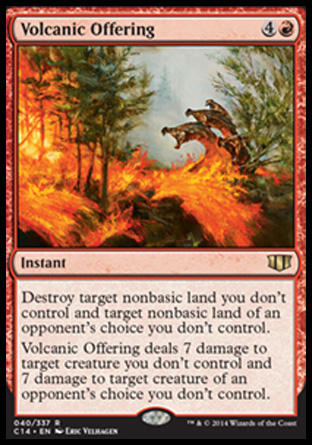 Volcanic Offering 4
Instant
Destroy target nonbasic land you don't
control and target nonbasic land of an
opponent's choice you don't control.
Volcanic Offering deals 7 damage to
target creature you don't control and
7 damage to target creature of an
opponent's choice you don't control.
040/337 R
C14 • EN Eric Velhagen
™ & © 2014 Wizards of the Coast